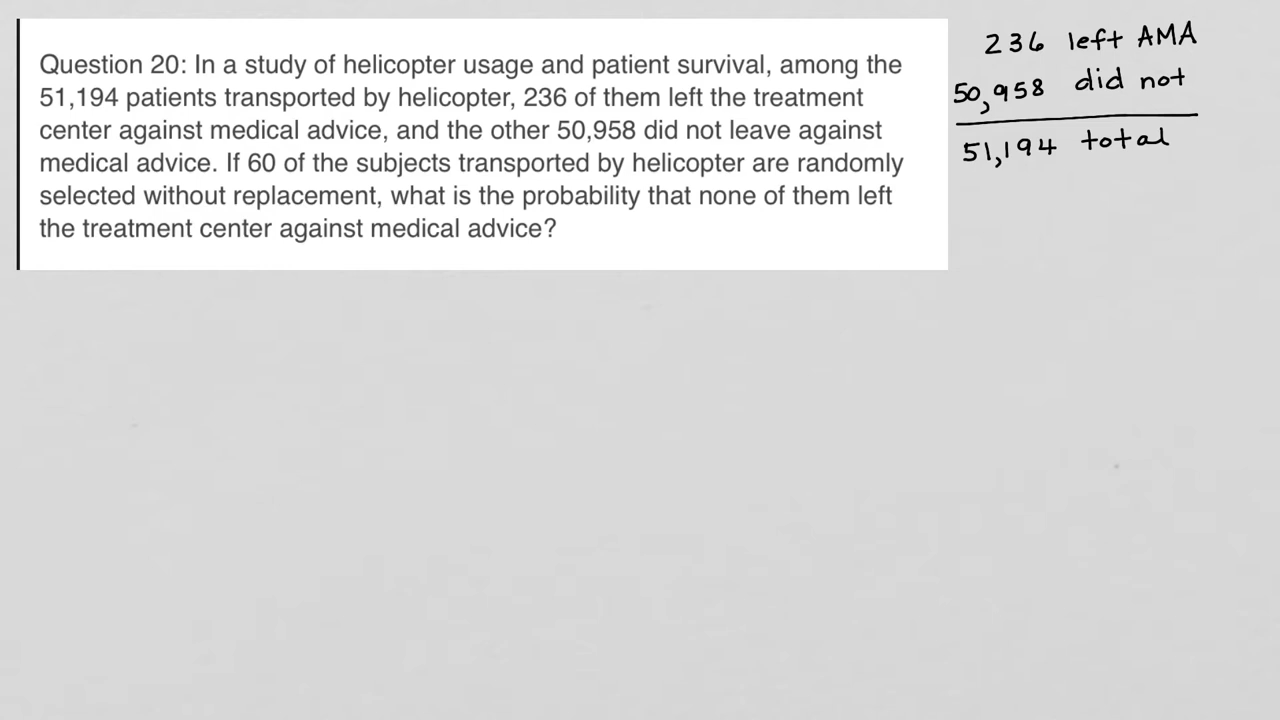 Question 20: In a study of helicopter usage and patient survival, among the
51,194 patients transported by helicopter, 236 of them left the treatment
center against medical advice, and the other 50,958 did not leave against
medical advice. If 60 of the subjects transported by helicopter are randomly
selected without replacement, what is the probability that none of them left
the treatment center against medical advice?
236 left AMA
50,958 did not
51,194 total